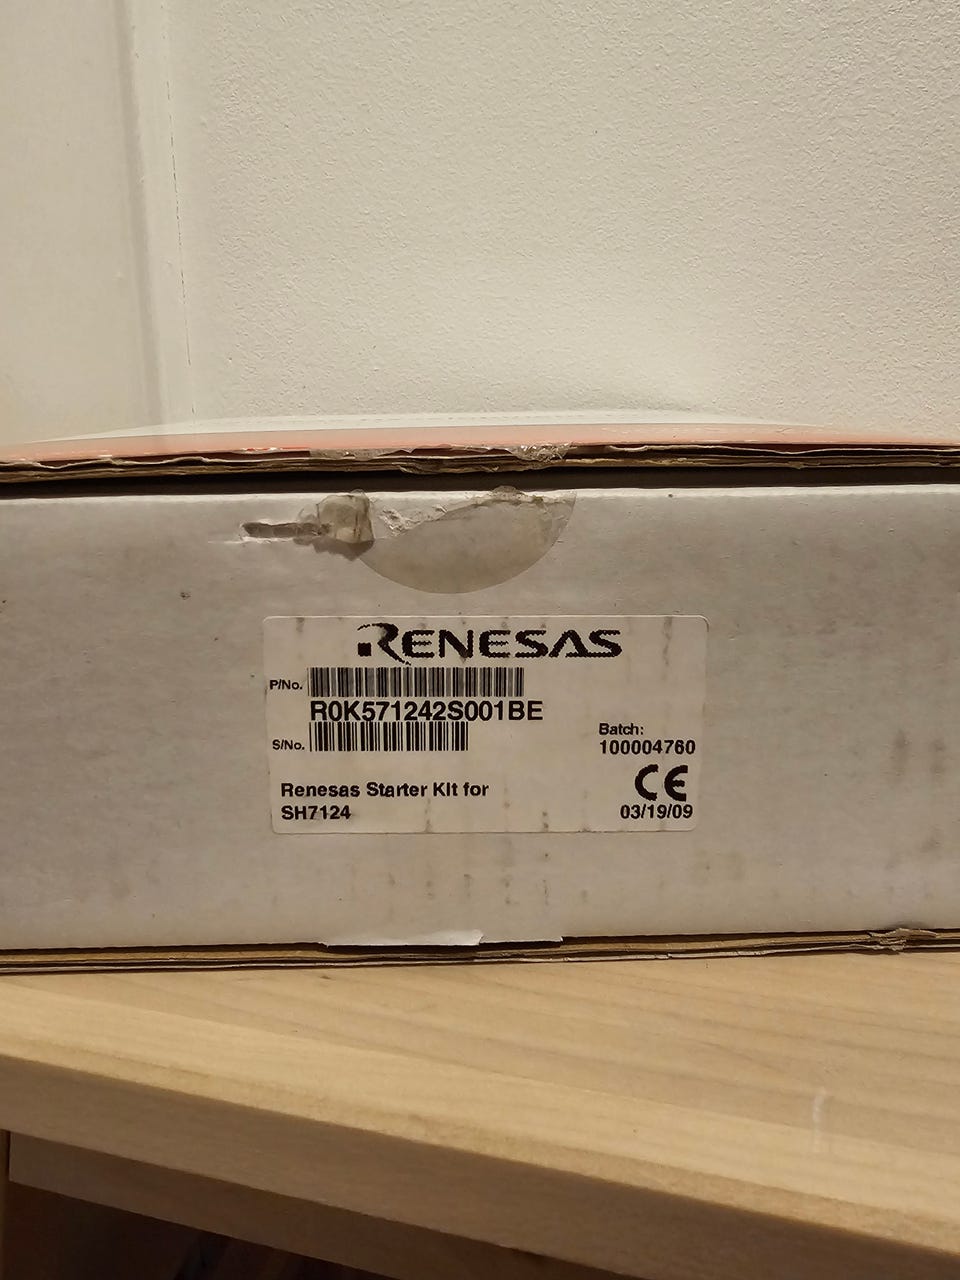 RENESAS
P/No.
R0K571242S001BE
S/No.
Batch:
100004760
Renesas Starter Kit for
SH7124
CE
03/19/09